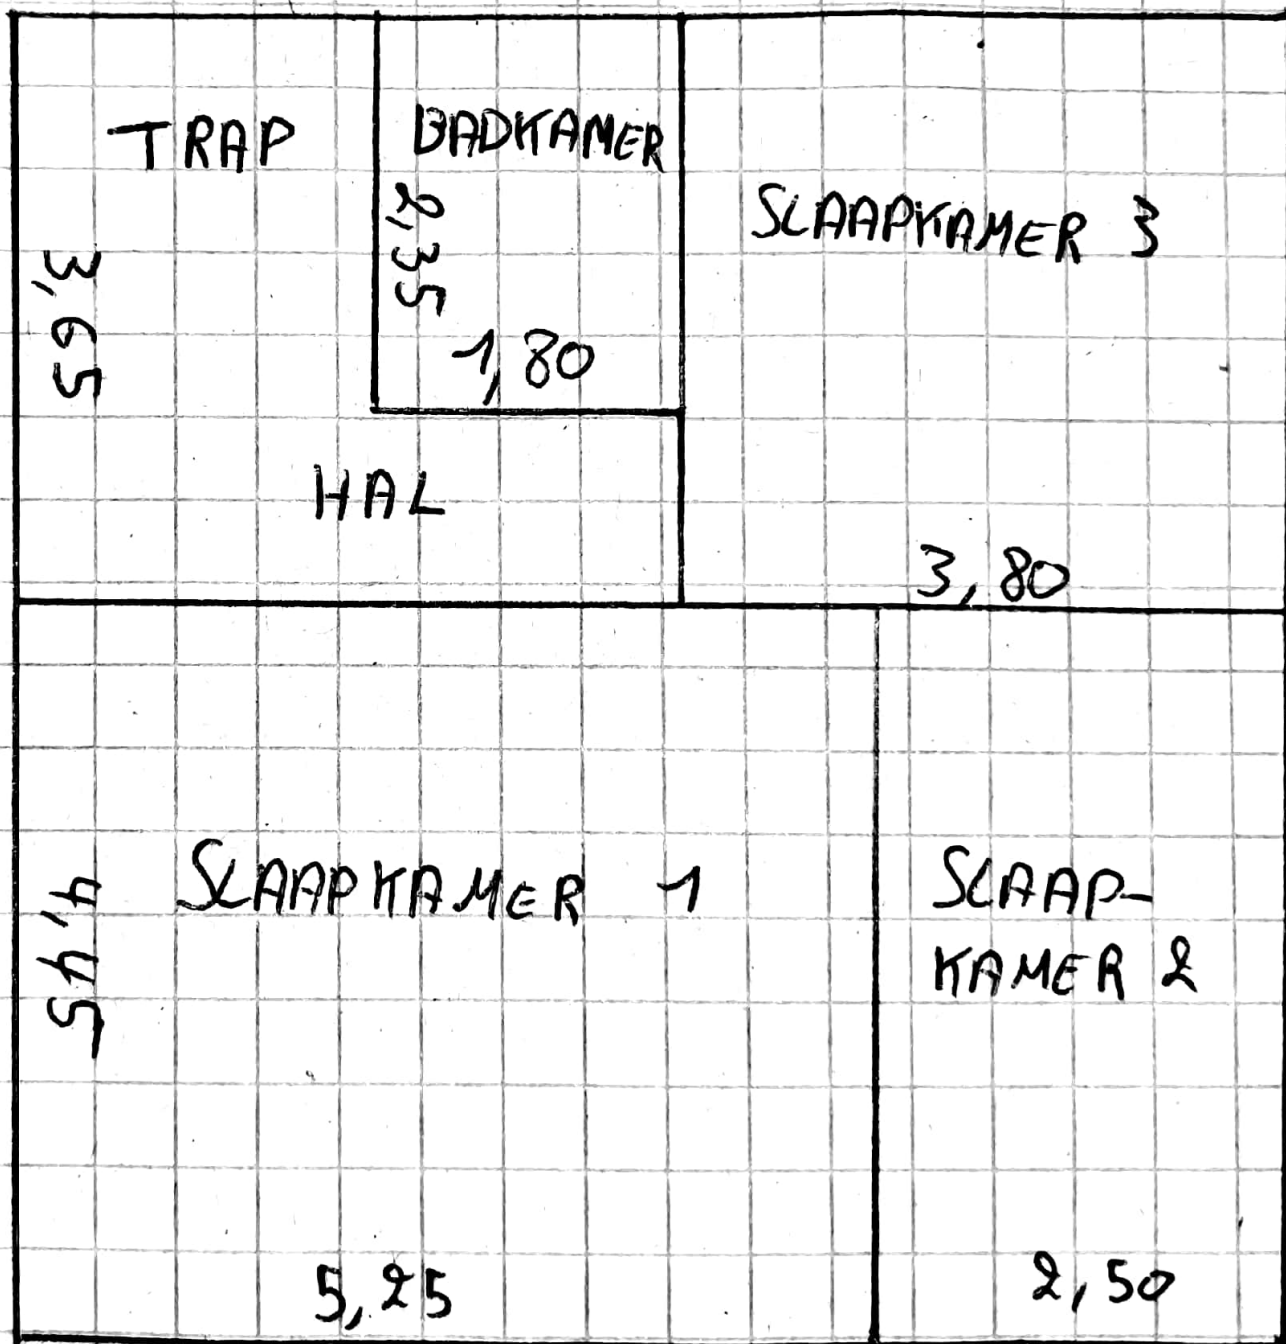 TRAP
BADKAMER
2,35
1,80
SLAAPKAMER 3
3,65
HAL
3,80
SLAAPKAMER 1
4,45
5,25
SLAAP-
KAMER 2
2,50